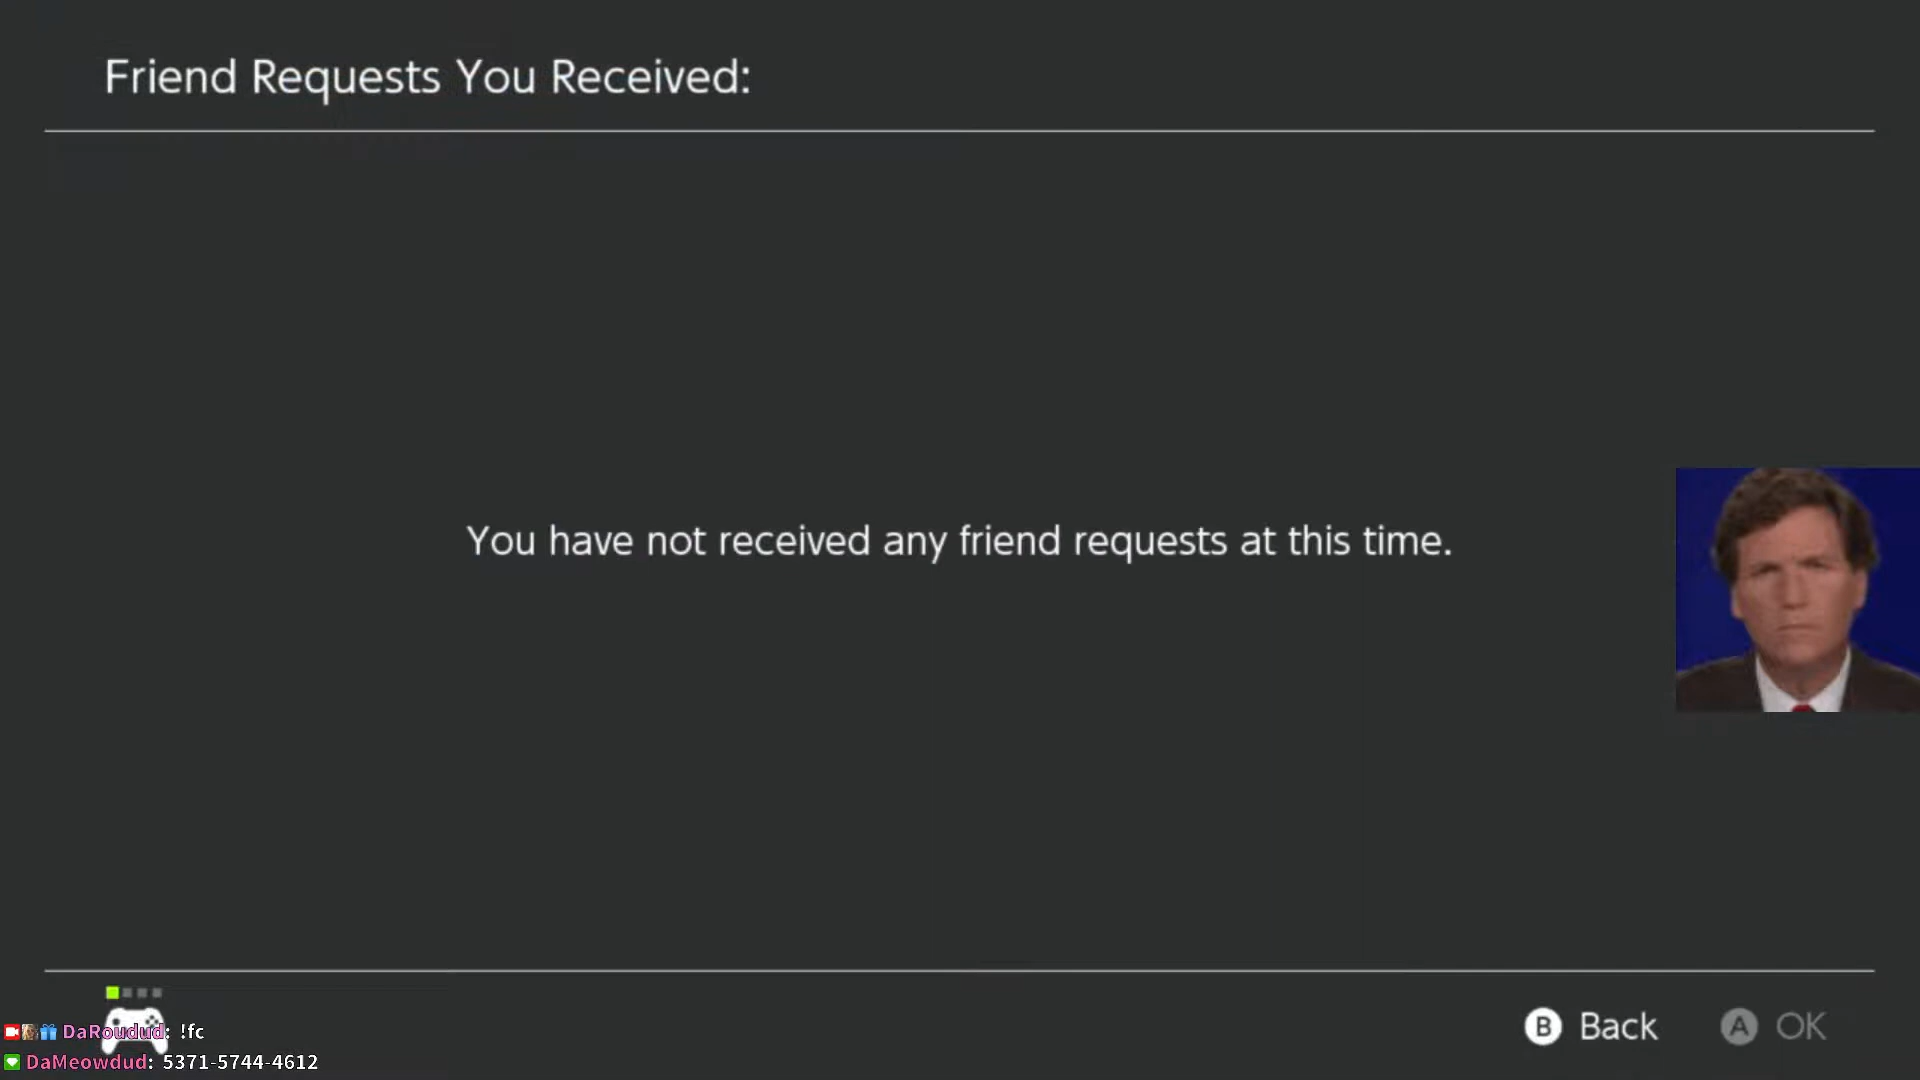 Friend Requests You Received:
You have not received any friend requests at this time.
B Back A OK
DaRoudud: !fc
DaMeowdud: 5371-5744-4612